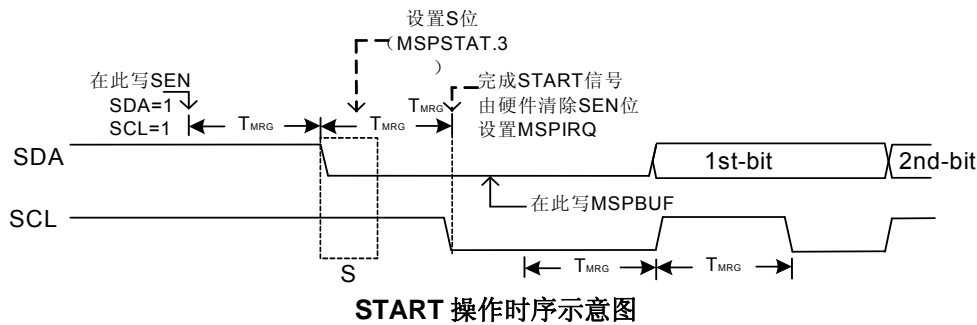 设置S位
（MSPSTAT.3
）
在此写SEN
SDA=1
SCL=1
完成START信号
由硬件清除SEN位
设置MSPIRQ
TMRG
TMRG
TMRG
SDA
1st-bit
2nd-bit
在此写MSPBUF
SCL
TMRG
TMRG
S
START 操作时序示意图